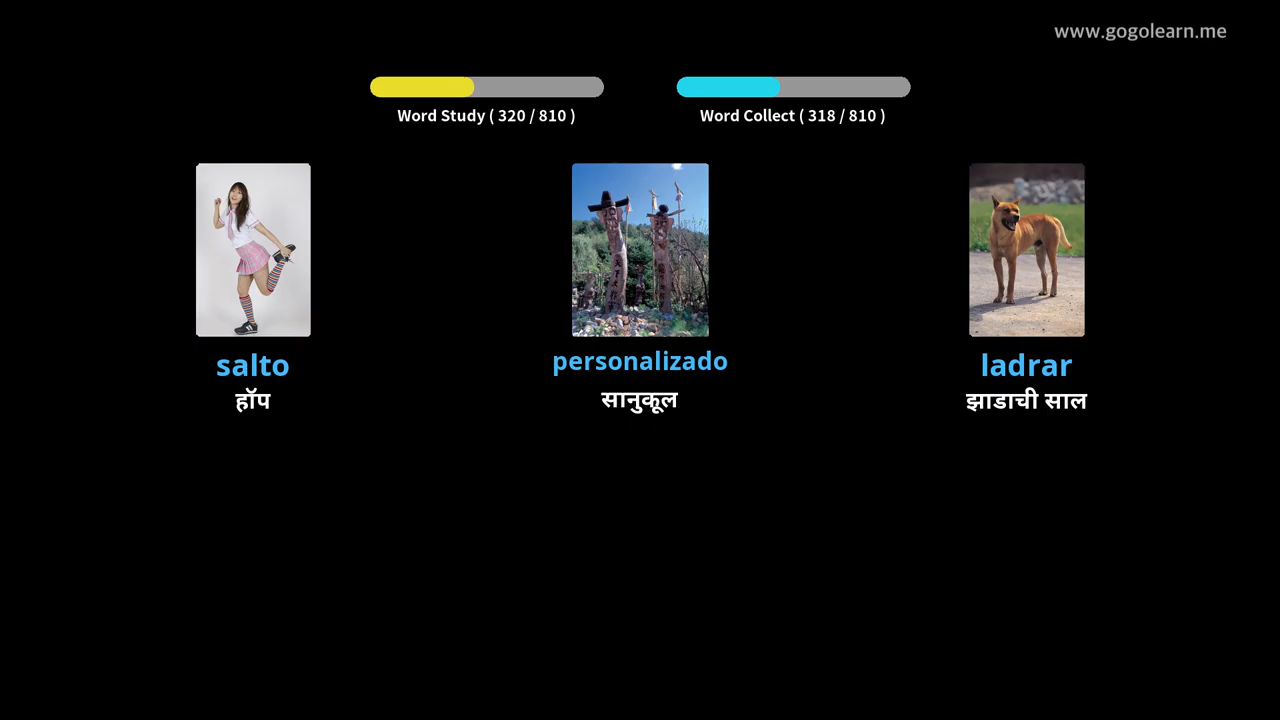 www.gogolearn.me
Word Study ( 320 / 810 )
Word Collect ( 318 / 810 )
salto
personalizado
ladrar
हॉप
सानुकूल
झाडाची साल